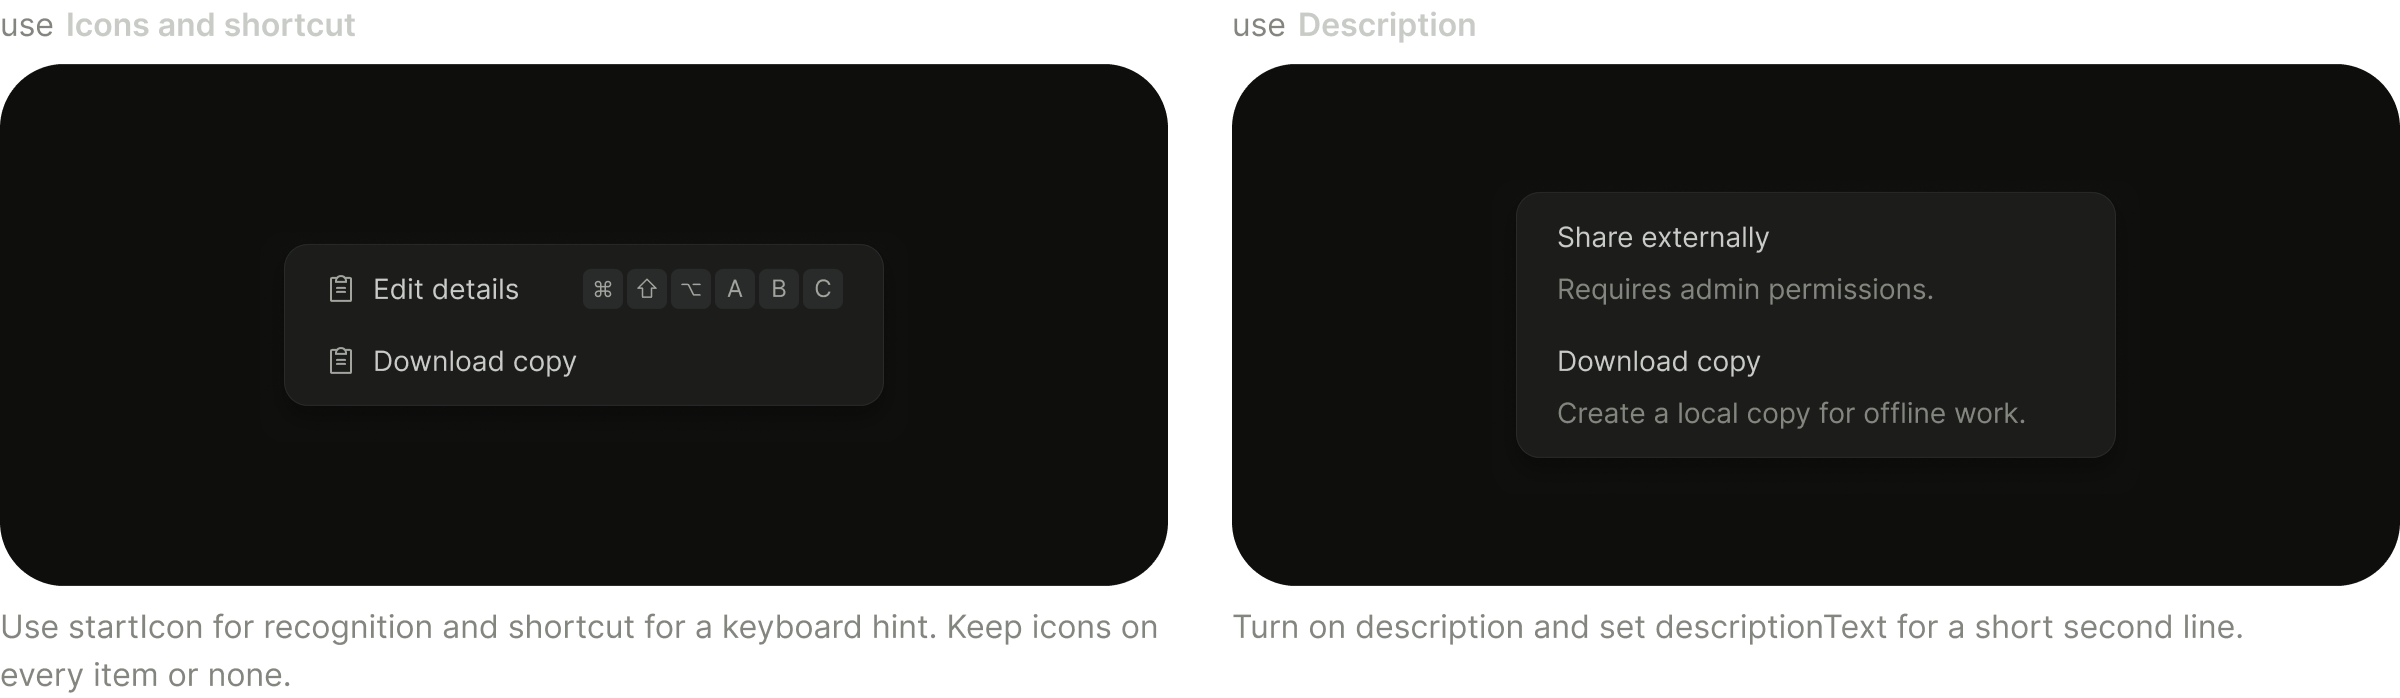 use Icons and shortcut
Edit details ⌘ ⇧ ⌥ A B C
Download copy
Use startIcon for recognition and shortcut for a keyboard hint. Keep icons on
every item or none.
use Description
Share externally
Requires admin permissions.
Download copy
Create a local copy for offline work.
Turn on description and set descriptionText for a short second line.